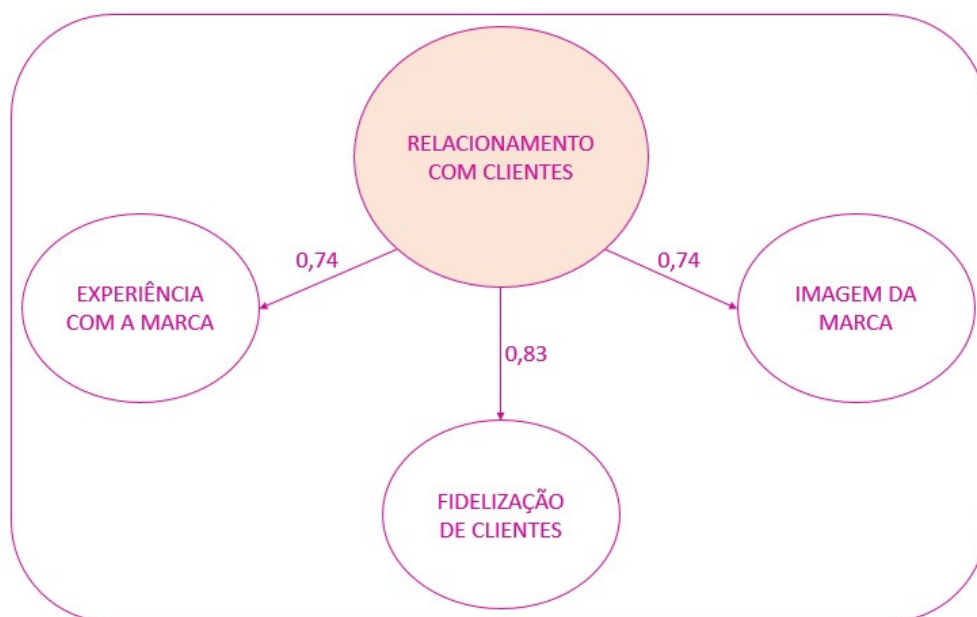 RELACIONAMENTO
COM CLIENTES
0,74
0,74
EXPERIÊNCIA
COM A MARCA
IMAGEM DA
MARCA
0,83
FIDELIZAÇÃO
DE CLIENTES